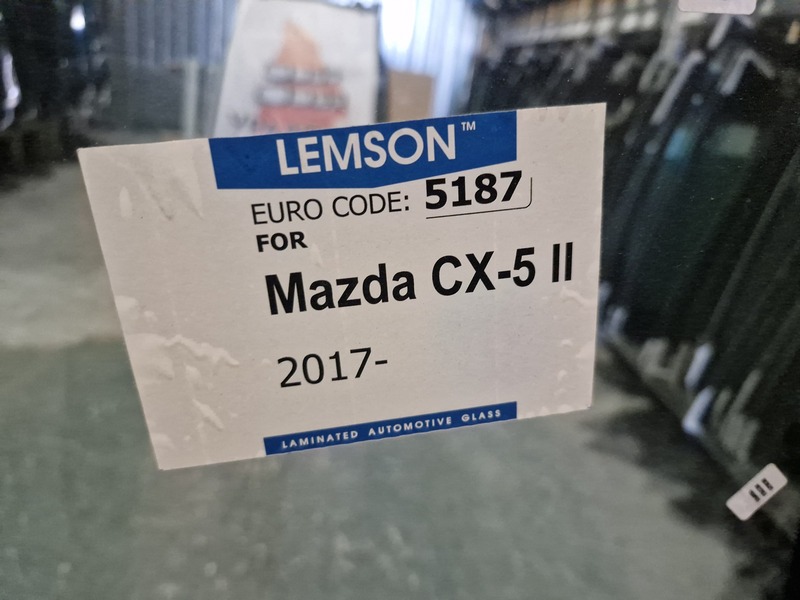 LEMSON™
EURO CODE: 5187
FOR
Mazda CX-5 II
2017-
LAMINATED AUTOMOTIVE GLASS